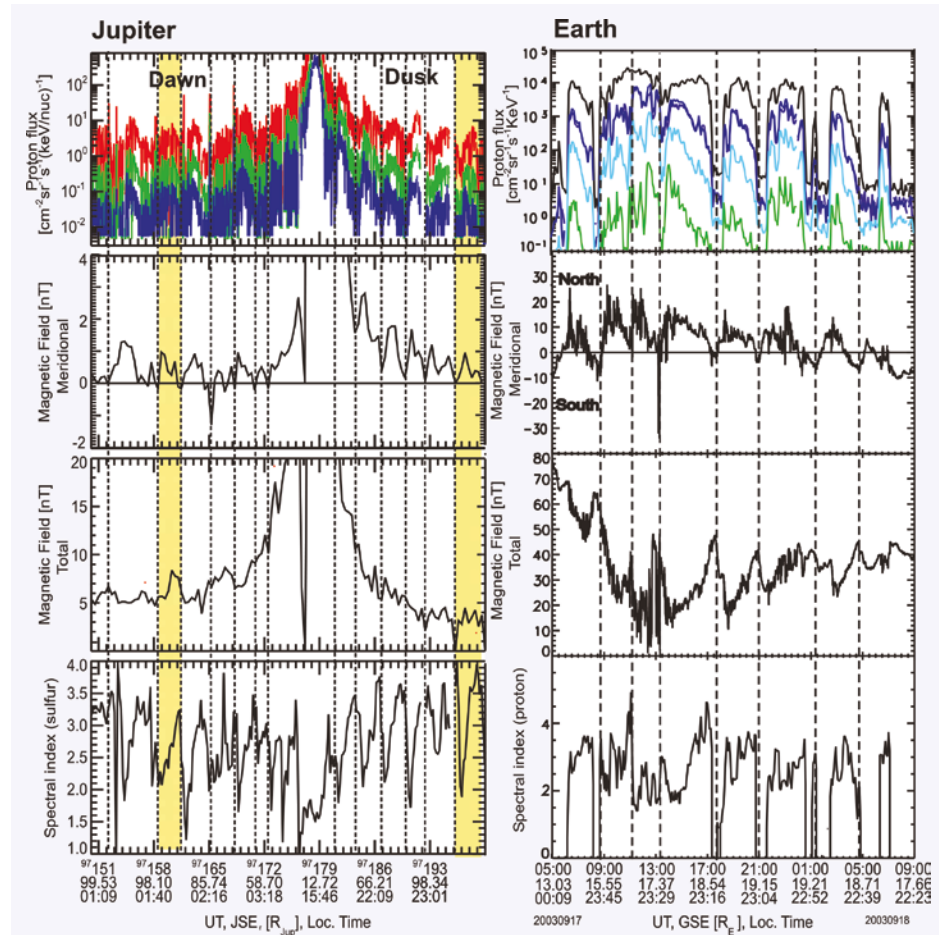 Jupiter
Dawn
Dusk
Proton flux
[cm⁻²sr⁻¹s⁻¹(keV/nuc)⁻¹]
10²
10¹
10⁰
10⁻¹
10⁻²
Magnetic Field [nT]
Meridional
4
2
0
-2
Magnetic Field [nT]
Total
20
15
10
5
Spectral index (sulfur)
4.0
3.5
3.0
2.5
2.0
1.5
1.0
97151 97158 97165 97172 97179 97186 97193
99.53 98.10 85.74 58.70 12.72 66.21 98.34
01:09 01:40 02:16 03:18 15:46 22:09 23:01
UT, JSE, [R_Jup], Loc. Time
Earth
Proton flux
[cm⁻²sr⁻¹s⁻¹keV⁻¹]
10⁵
10⁴
10³
10²
10¹
10⁰
10⁻¹
Magnetic Field [nT]
Meridional
North
South
30
20
10
0
-10
-20
-30
Magnetic Field [nT]
Total
80
70
60
50
40
30
20
10
0
Spectral index (proton)
4
2
0
05:00 09:00 13:00 17:00 21:00 01:00 05:00 09:00
13.03 15.55 17.37 18.54 19.15 19.21 18.71 17.66
00:09 23:45 23:29 23:16 23:04 22:52 22:39 22:23
20030917 UT, GSE [R_E], Loc. Time 20030918